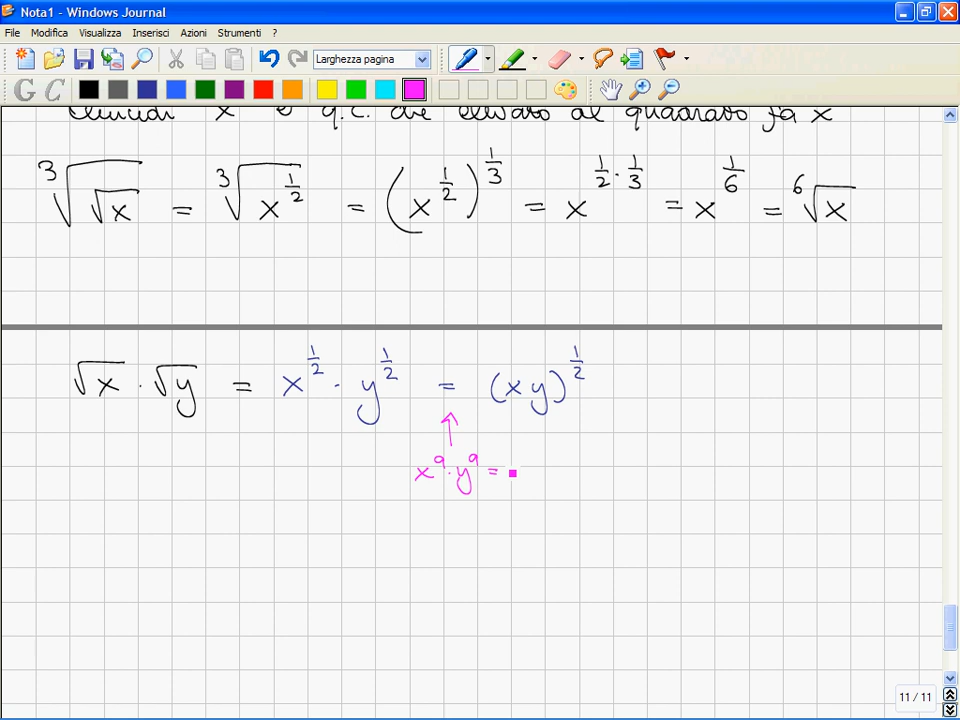 Nota1 - Windows Journal
File Modifica Visualizza Inserisci Azioni Strumenti ?
Larghezza pagina
x è q.c. che elevato al quadrato fa x
∛√x = ∛x^(1/2) = (x^(1/2))^(1/3) = x^(1/2 · 1/3) = x^(1/6) = ⁶√x
√x · √y = x^(1/2) · y^(1/2) = (xy)^(1/2)
x^a · y^a =
11 / 11